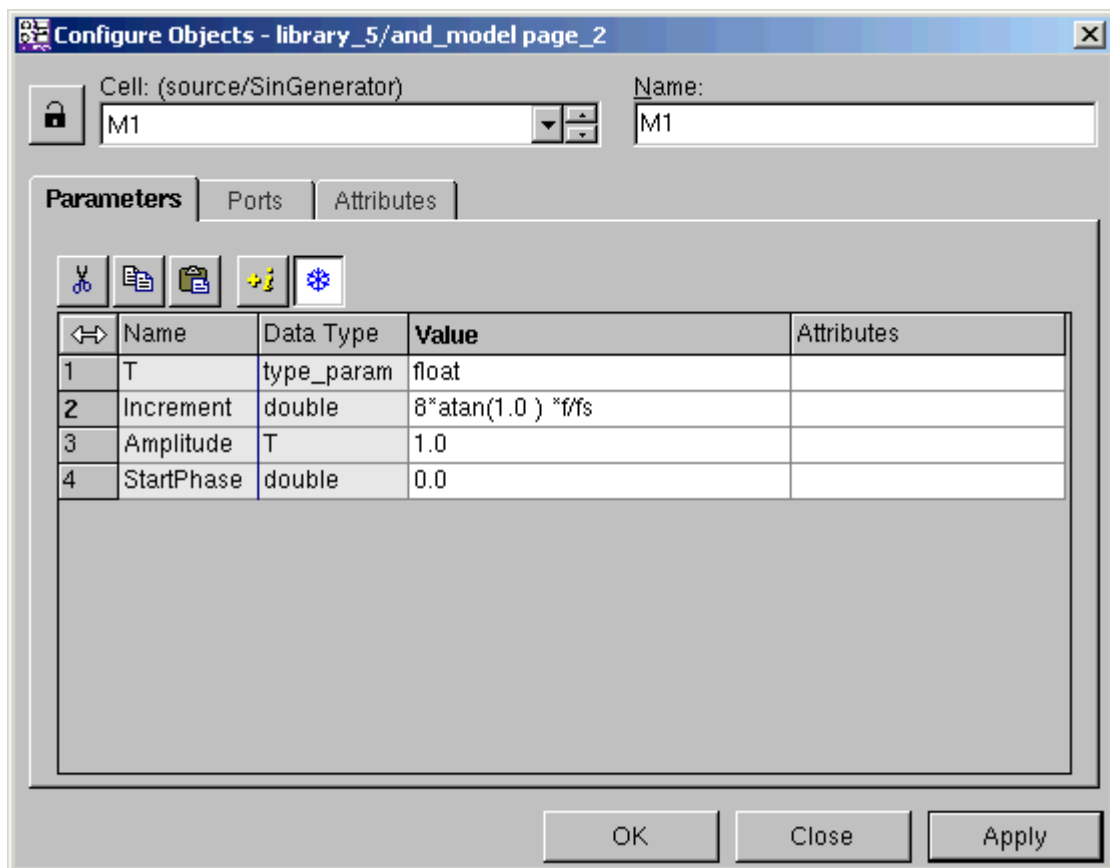 Configure Objects - library_5/and_model page_2
Cell: (source/SinGenerator)
Name:
M1
M1
Parameters
Ports
Attributes
Name Data Type Value Attributes
1 T type_param float
2 Increment double 8*atan(1.0 ) *f/fs
3 Amplitude T 1.0
4 StartPhase double 0.0
OK
Close
Apply